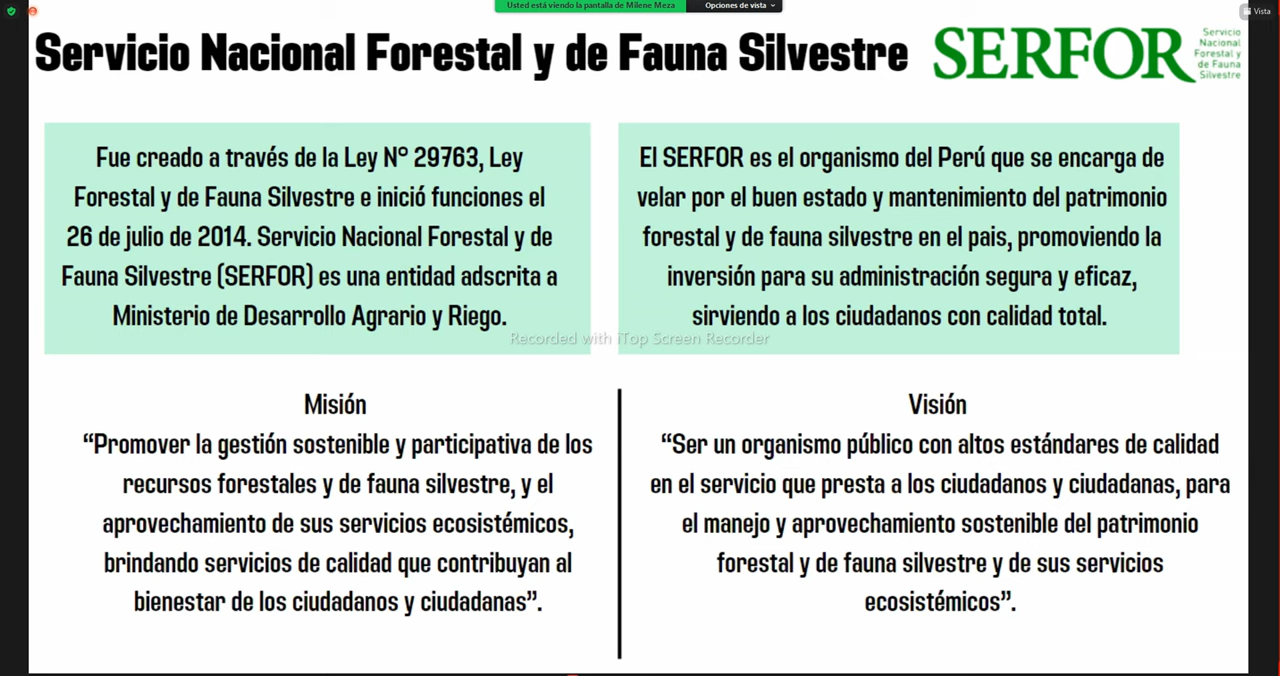 Usted está viendo la pantalla de Milene Meza
Opciones de vista
Vista
Servicio Nacional Forestal y de Fauna Silvestre
SERFOR
Servicio
Nacional
Forestal y
de Fauna
Silvestre
Fue creado a través de la Ley N° 29763, Ley
Forestal y de Fauna Silvestre e inició funciones el
26 de julio de 2014. Servicio Nacional Forestal y de
Fauna Silvestre (SERFOR) es una entidad adscrita a
Ministerio de Desarrollo Agrario y Riego.
El SERFOR es el organismo del Perú que se encarga de
velar por el buen estado y mantenimiento del patrimonio
forestal y de fauna silvestre en el pais, promoviendo la
inversión para su administración segura y eficaz,
sirviendo a los ciudadanos con calidad total.
Recorded with iTop Screen Recorder
Misión
“Promover la gestión sostenible y participativa de los
recursos forestales y de fauna silvestre, y el
aprovechamiento de sus servicios ecosistémicos,
brindando servicios de calidad que contribuyan al
bienestar de los ciudadanos y ciudadanas”.
Visión
“Ser un organismo público con altos estándares de calidad
en el servicio que presta a los ciudadanos y ciudadanas, para
el manejo y aprovechamiento sostenible del patrimonio
forestal y de fauna silvestre y de sus servicios
ecosistémicos”.